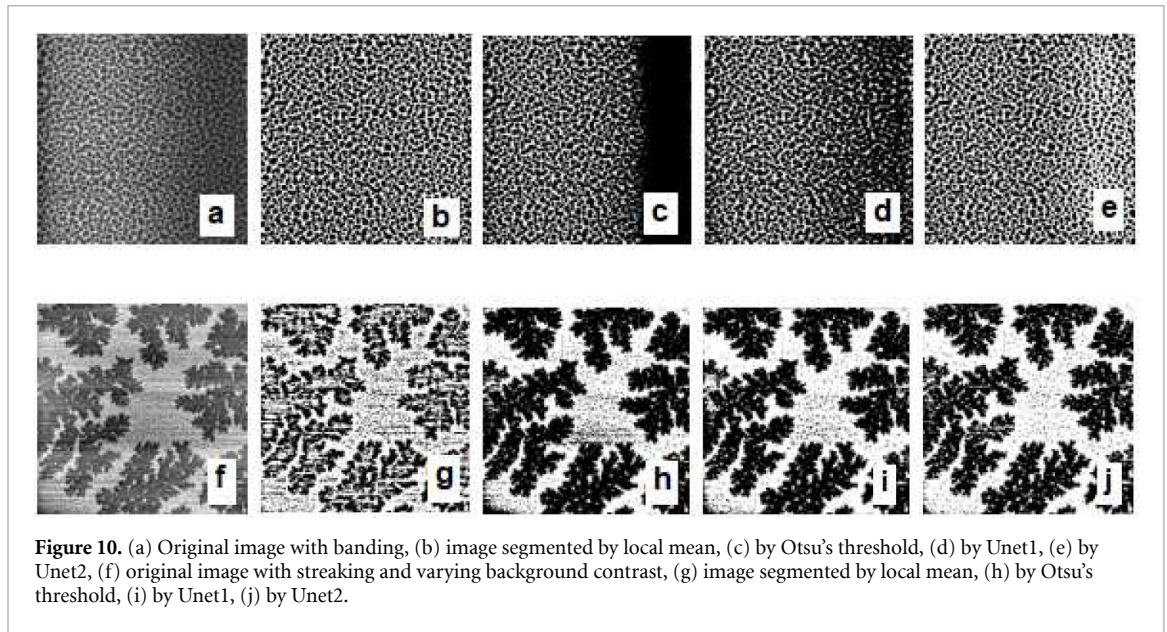 a
b
c
d
e
f
g
h
i
j
Figure 10. (a) Original image with banding, (b) image segmented by local mean, (c) by Otsu's threshold, (d) by Unet1, (e) by
Unet2, (f) original image with streaking and varying background contrast, (g) image segmented by local mean, (h) by Otsu's
threshold, (i) by Unet1, (j) by Unet2.